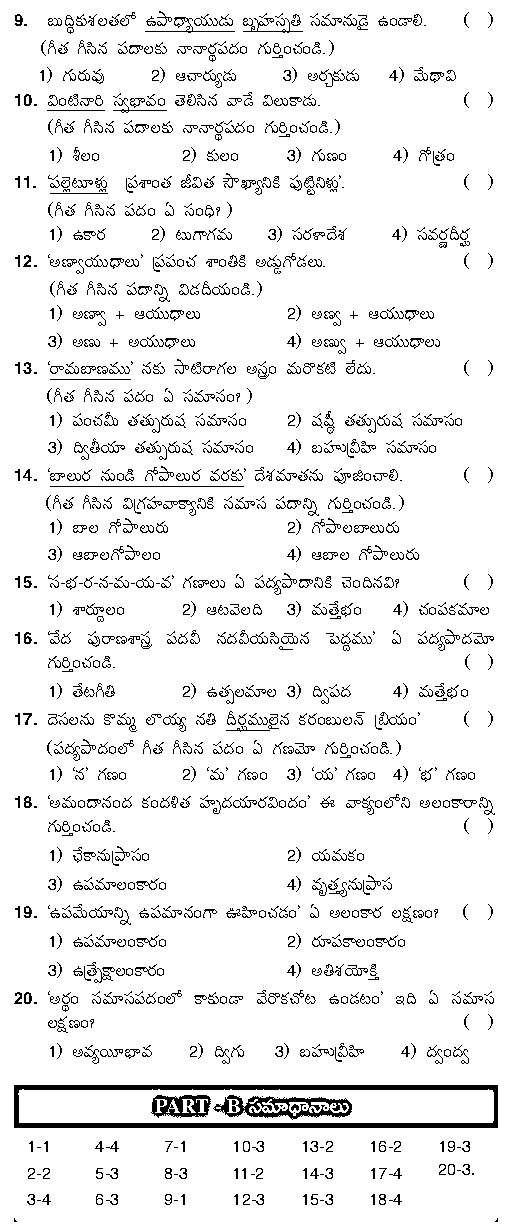 9. బుద్ధికుశలతలో ఉపాధ్యాయుడు బృహస్పతి సమానుడై ఉండాలి. ( )
(గీత గీసిన పదాలకు నానార్థపదం గుర్తించండి.)
1) గురువు 2) ఆచార్యుడు 3) అర్చకుడు 4) మేథావి
10. వింటినారి స్వభావం తెలిసిన వాడే విలుకాడు. ( )
(గీత గీసిన పదాలకు నానార్థపదం గుర్తించండి.)
1) శీలం 2) కులం 3) గుణం 4) గోత్రం
11. 'పల్లెటూళ్లు ప్రశాంత జీవిత సౌఖ్యానికి పుట్టినిళ్లు'. ( )
(గీత గీసిన పదం ఏ సంధి? )
1) ఉకార 2) టుగాగమ 3) సరళాదేశ 4) సవర్ణదీర్ఘ
12. 'అణ్వాయుధాలు' ప్రపంచ శాంతికి అడ్డుగోడలు. ( )
(గీత గీసిన పదాన్ని విడదీయండి.)
1) అణ్వా + ఆయుధాలు 2) అణ్వ + ఆయుధాలు
3) అణు + ఆయుధాలు 4) అణ్వు + ఆయుధాలు
13. 'రామబాణము' నకు సాటిరాగల అస్త్రం మరొకటి లేదు. ( )
(గీత గీసిన పదం ఏ సమాసం? )
1) పంచమీ తత్పురుష సమాసం 2) షష్ఠీ తత్పురుష సమాసం
3) ద్వితీయా తత్పురుష సమాసం 4) బహువ్రీహి సమాసం
14. 'బాలుర నుండి గోపాలుర వరకు' దేశమాతను పూజించాలి. ( )
(గీత గీసిన విగ్రహవాక్యానికి సమాస పదాన్ని గుర్తించండి.)
1) బాల గోపాలురు 2) గోపాలబాలురు
3) ఆబాలగోపాలం 4) ఆబాల గోపాలురు
15. 'స-భ-ర-న-మ-య-వ' గణాలు ఏ పద్యపాదానికి చెందినవి? ( )
1) శార్దూలం 2) ఆటవెలది 3) మత్తేభం 4) చంపకమాల
16. 'వేద పురాణశాస్త్ర పదవీ నదవీయసియైన పెద్దము' ఏ పద్యపాదమో
గుర్తించండి. ( )
1) తేటగీతి 2) ఉత్పలమాల 3) ద్విపద 4) మత్తేభం
17. దెసలను కొమ్మ లొయ్య నతి దీర్ఘములైన కరంబులన్ బ్రియం' ( )
(పద్యపాదంలో గీత గీసిన పదం ఏ గణమో గుర్తించండి.)
1) 'న' గణం 2) 'మ' గణం 3) 'య' గణం 4) 'భ' గణం
18. 'అమందానంద కందళిత హృదయారవిందం' ఈ వాక్యంలోని అలంకారాన్ని
గుర్తించండి. ( )
1) ఛేకానుప్రాసం 2) యమకం
3) ఉపమాలంకారం 4) వృత్త్యనుప్రాస
19. 'ఉపమేయాన్ని ఉపమానంగా ఊహించడం' ఏ అలంకార లక్షణం? ( )
1) ఉపమాలంకారం 2) రూపకాలంకారం
3) ఉత్ప్రేక్షాలంకారం 4) అతిశయోక్తి
20. 'అర్థం సమాసపదంలో కాకుండా వేరొకచోట ఉండటం' ఇది ఏ సమాస
లక్షణం? ( )
1) అవ్యయీభావ 2) ద్విగు 3) బహువ్రీహి 4) ద్వంద్వ
PART - B సమాధానాలు
1-1 4-4 7-1 10-3 13-2 16-2 19-3
2-2 5-3 8-3 11-2 14-3 17-4 20-3.
3-4 6-3 9-1 12-3 15-3 18-4